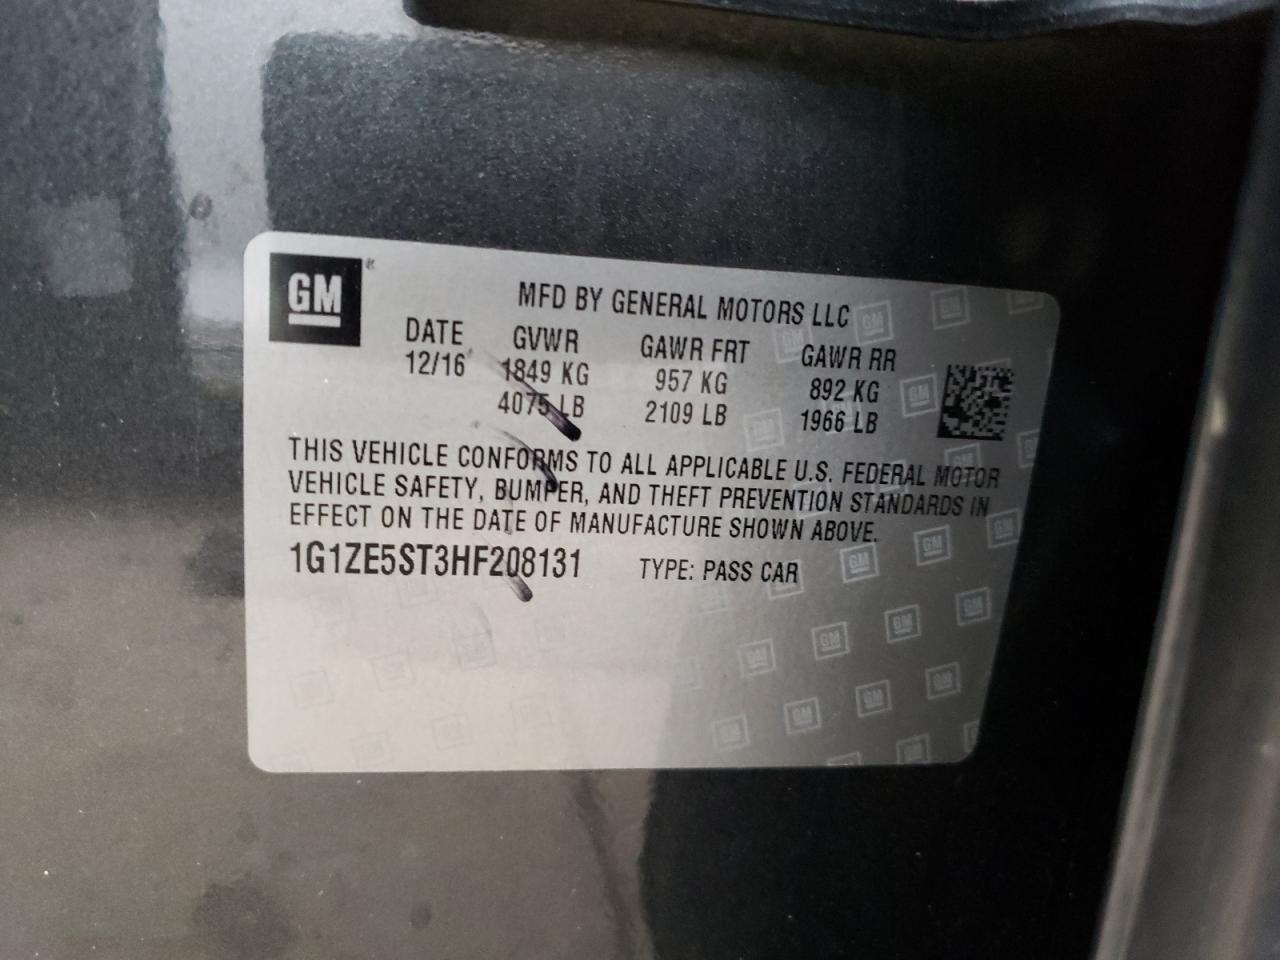 GM®
MFD BY GENERAL MOTORS LLC
DATE GVWR GAWR FRT GAWR RR
12/16 1849 KG 957 KG 892 KG
4075 LB 2109 LB 1966 LB
THIS VEHICLE CONFORMS TO ALL APPLICABLE U.S. FEDERAL MOTOR
VEHICLE SAFETY, BUMPER, AND THEFT PREVENTION STANDARDS IN
EFFECT ON THE DATE OF MANUFACTURE SHOWN ABOVE.
1G1ZE5ST3HF208131 TYPE: PASS CAR